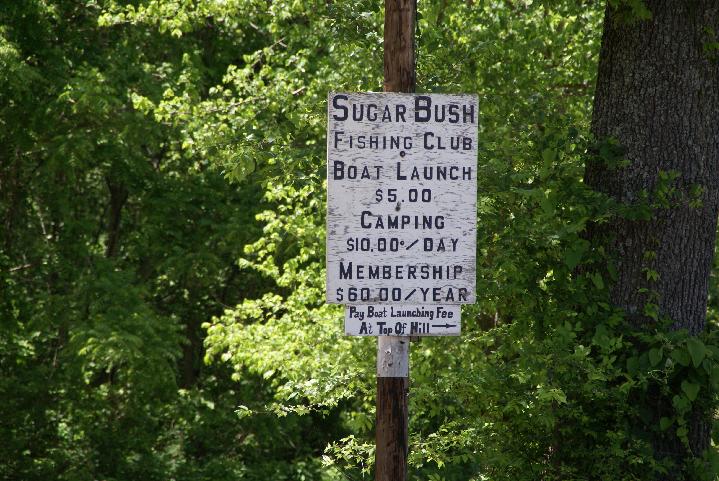 Sugar Bush
Fishing Club
Boat Launch
$5.00
Camping
$10.00/Day
Membership
$60.00/Year
Pay Boat Launching Fee
At Top Of Hill →